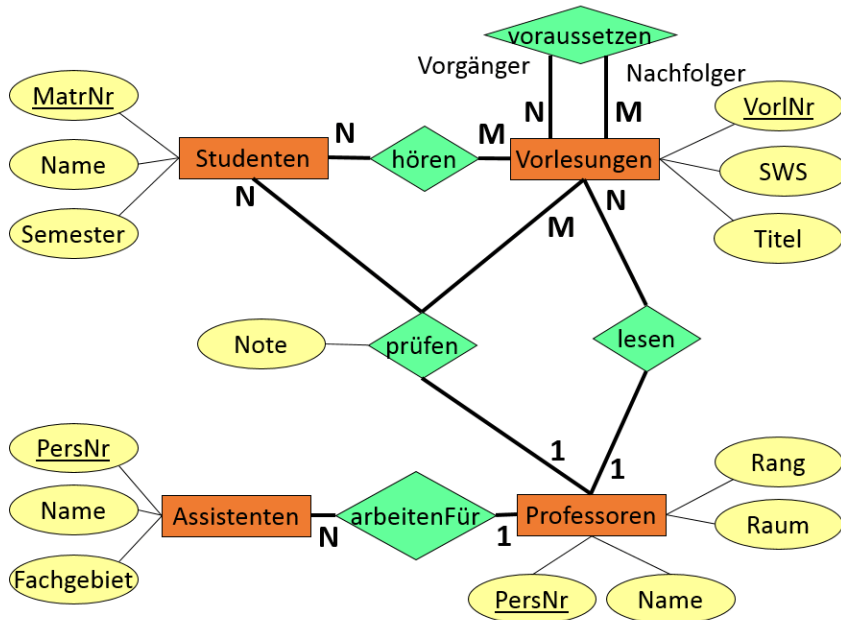 voraussetzen
Vorgänger
Nachfolger
MatrNr
VorlNr
N
M
N
M
Studenten
hören
Vorlesungen
Name
SWS
N
N
M
Semester
Titel
Note
prüfen
lesen
PersNr
1
1
Rang
Name
Assistenten
N
arbeitenFür
1
Professoren
Raum
Fachgebiet
PersNr
Name